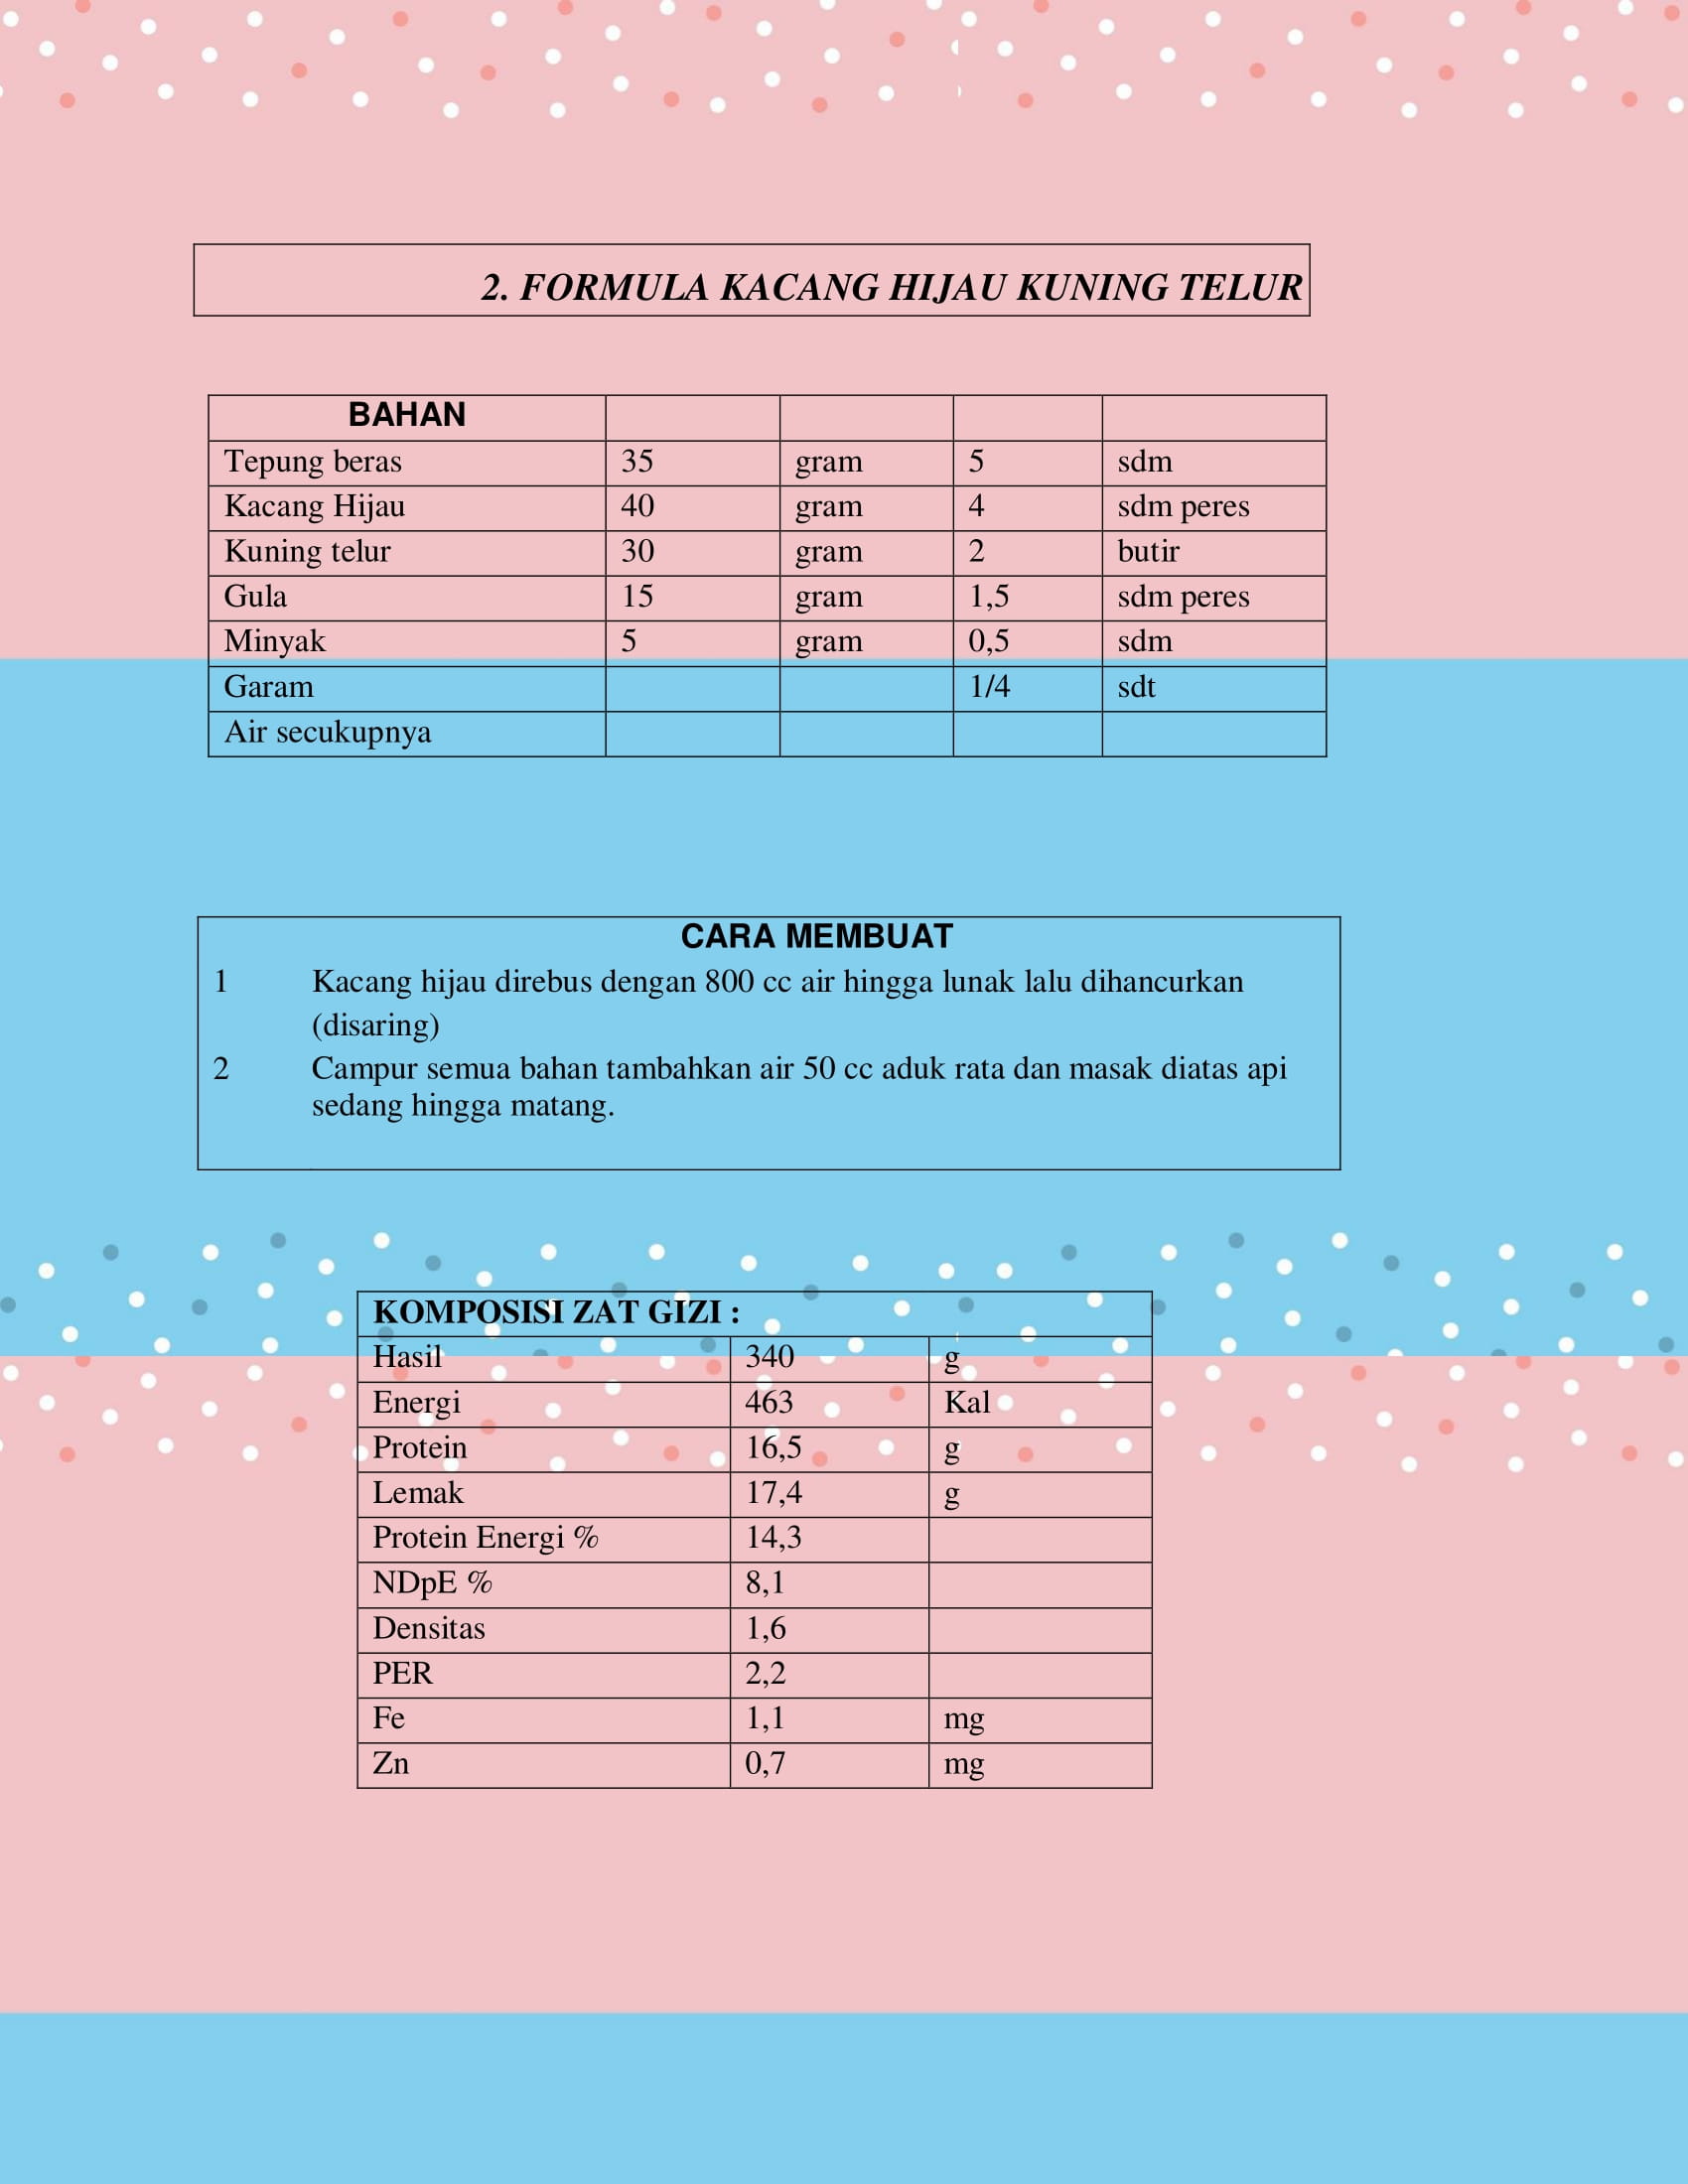 2. FORMULA KACANG HIJAU KUNING TELUR
BAHAN
Tepung beras 35 gram 5 sdm
Kacang Hijau 40 gram 4 sdm peres
Kuning telur 30 gram 2 butir
Gula 15 gram 1,5 sdm peres
Minyak 5 gram 0,5 sdm
Garam 1/4 sdt
Air secukupnya
CARA MEMBUAT
1 Kacang hijau direbus dengan 800 cc air hingga lunak lalu dihancurkan
(disaring)
2 Campur semua bahan tambahkan air 50 cc aduk rata dan masak diatas api
sedang hingga matang.
KOMPOSISI ZAT GIZI :
Hasil 340 g
Energi 463 Kal
Protein 16,5 g
Lemak 17,4 g
Protein Energi % 14,3
NDpE % 8,1
Densitas 1,6
PER 2,2
Fe 1,1 mg
Zn 0,7 mg